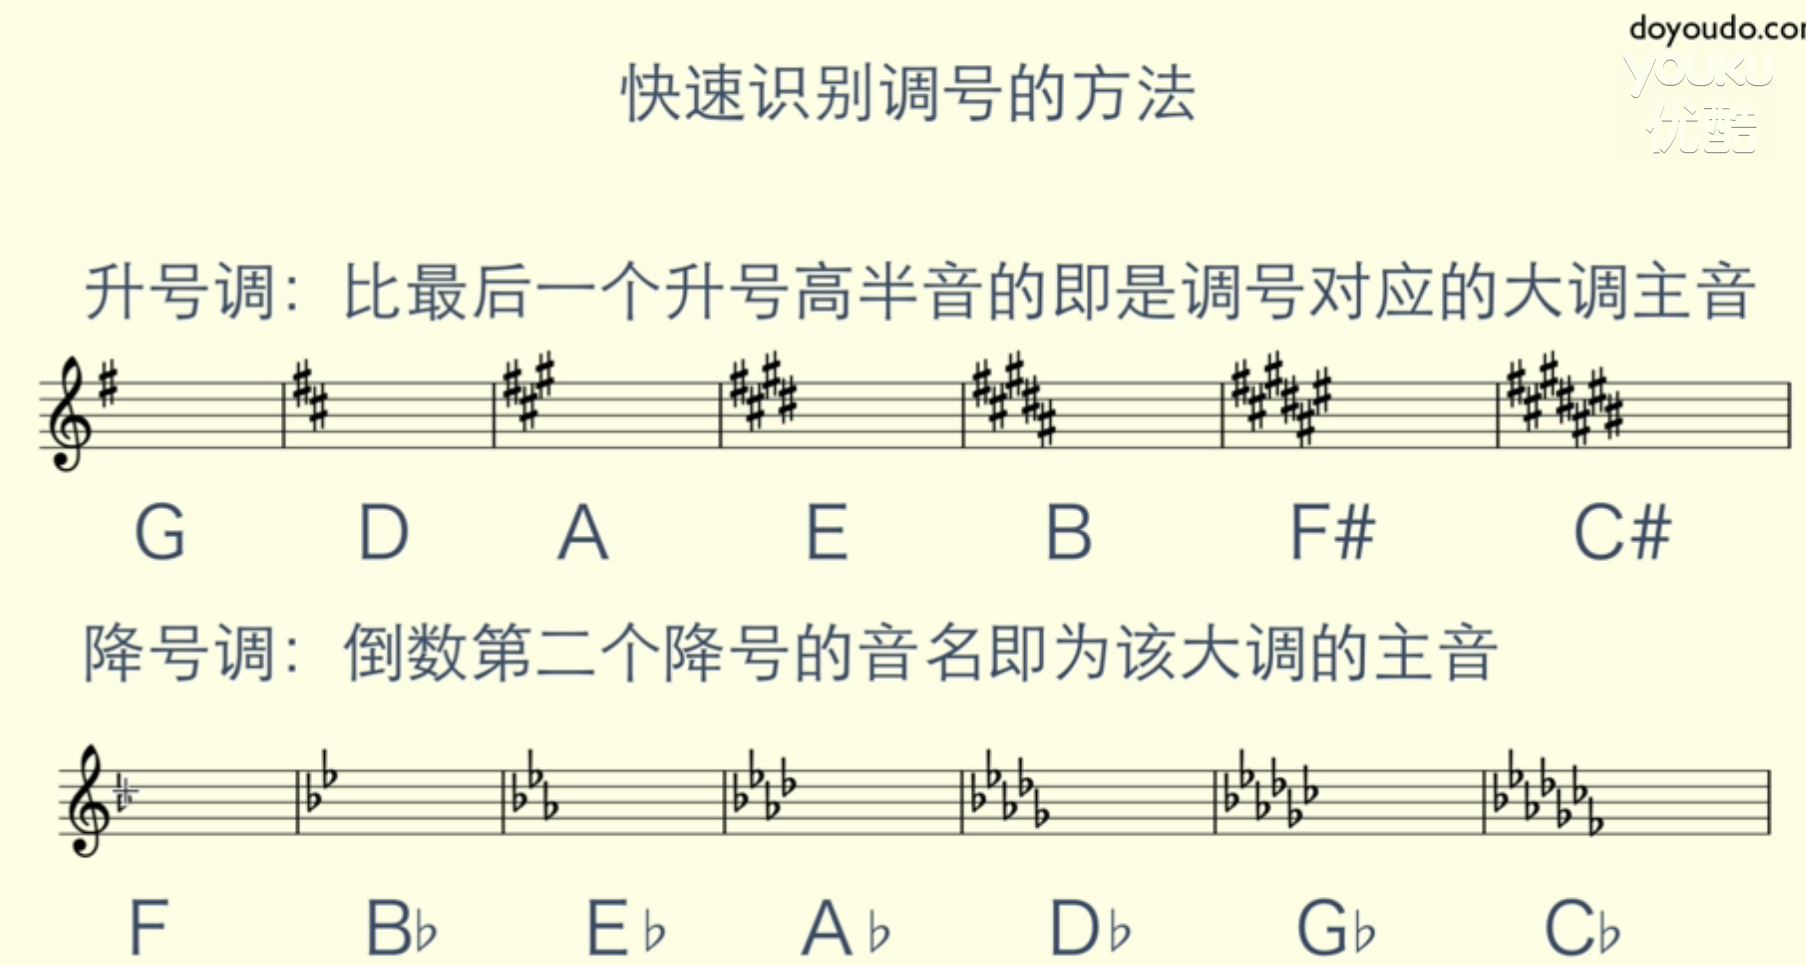 doyoudo.com
YOUKU
优酷
快速识别调号的方法
升号调：比最后一个升号高半音的即是调号对应的大调主音
G D A E B F# C#
降号调：倒数第二个降号的音名即为该大调的主音
F B♭ E♭ A♭ D♭ G♭ C♭